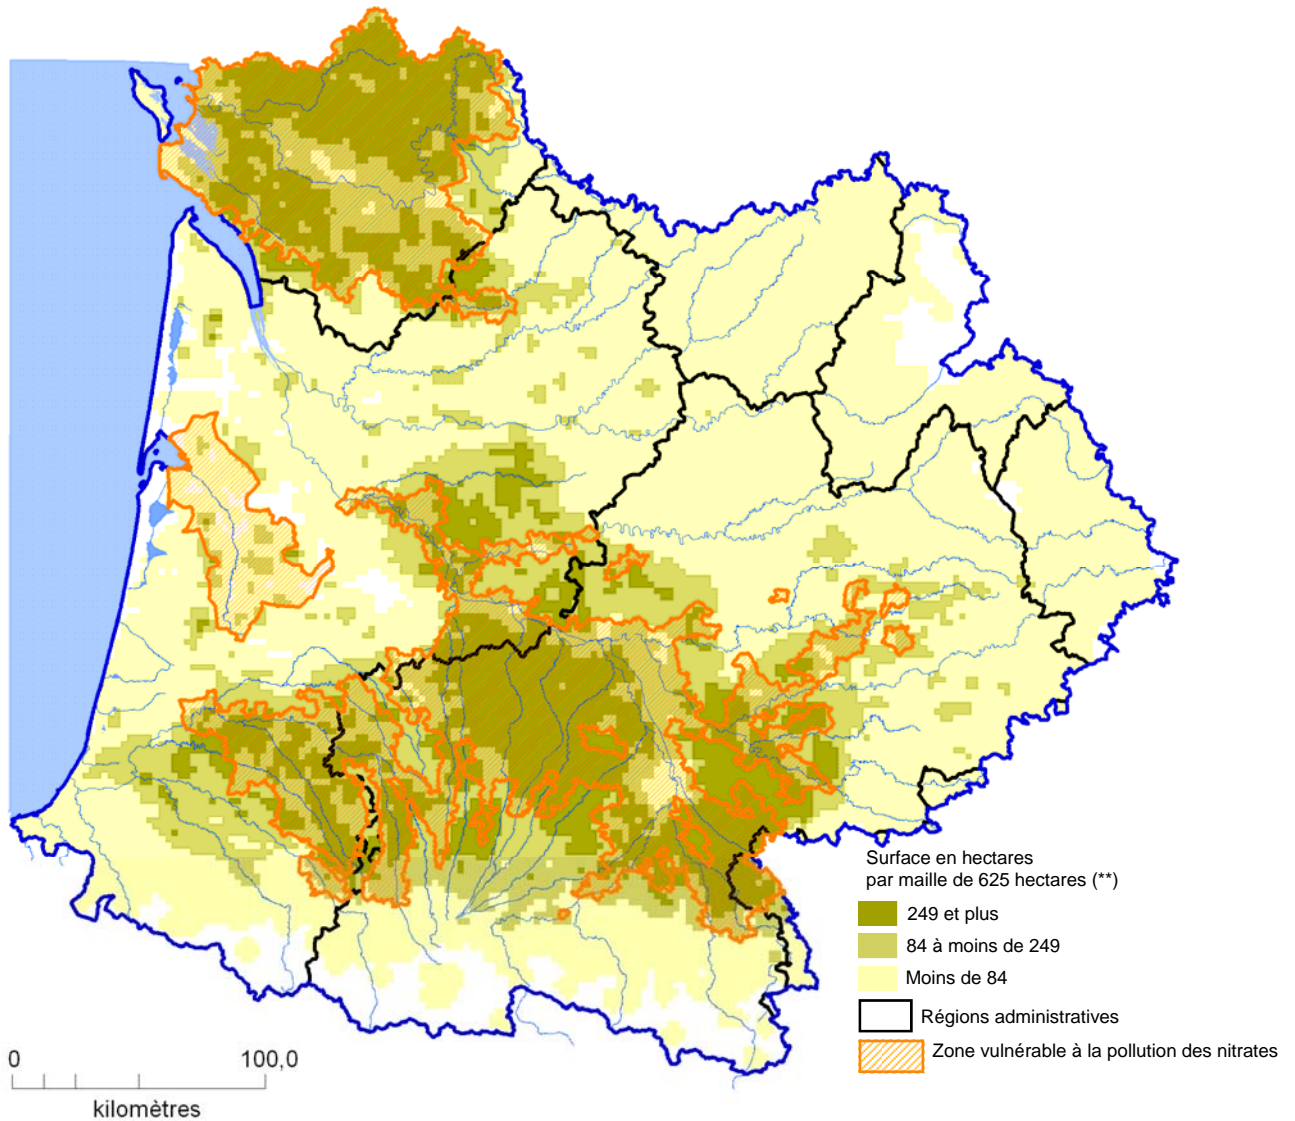 Surface en hectares
par maille de 625 hectares (**)
249 et plus
84 à moins de 249
Moins de 84
Régions administratives
Zone vulnérable à la pollution des nitrates
0 100,0
kilomètres